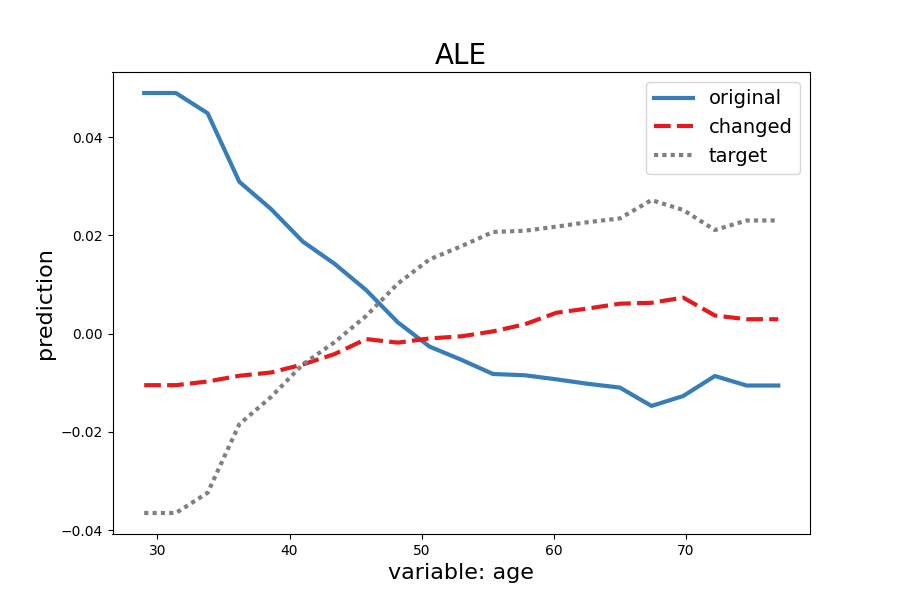 ALE
original
changed
target
prediction
0.04
0.02
0.00
−0.02
−0.04
30 40 50 60 70
variable: age